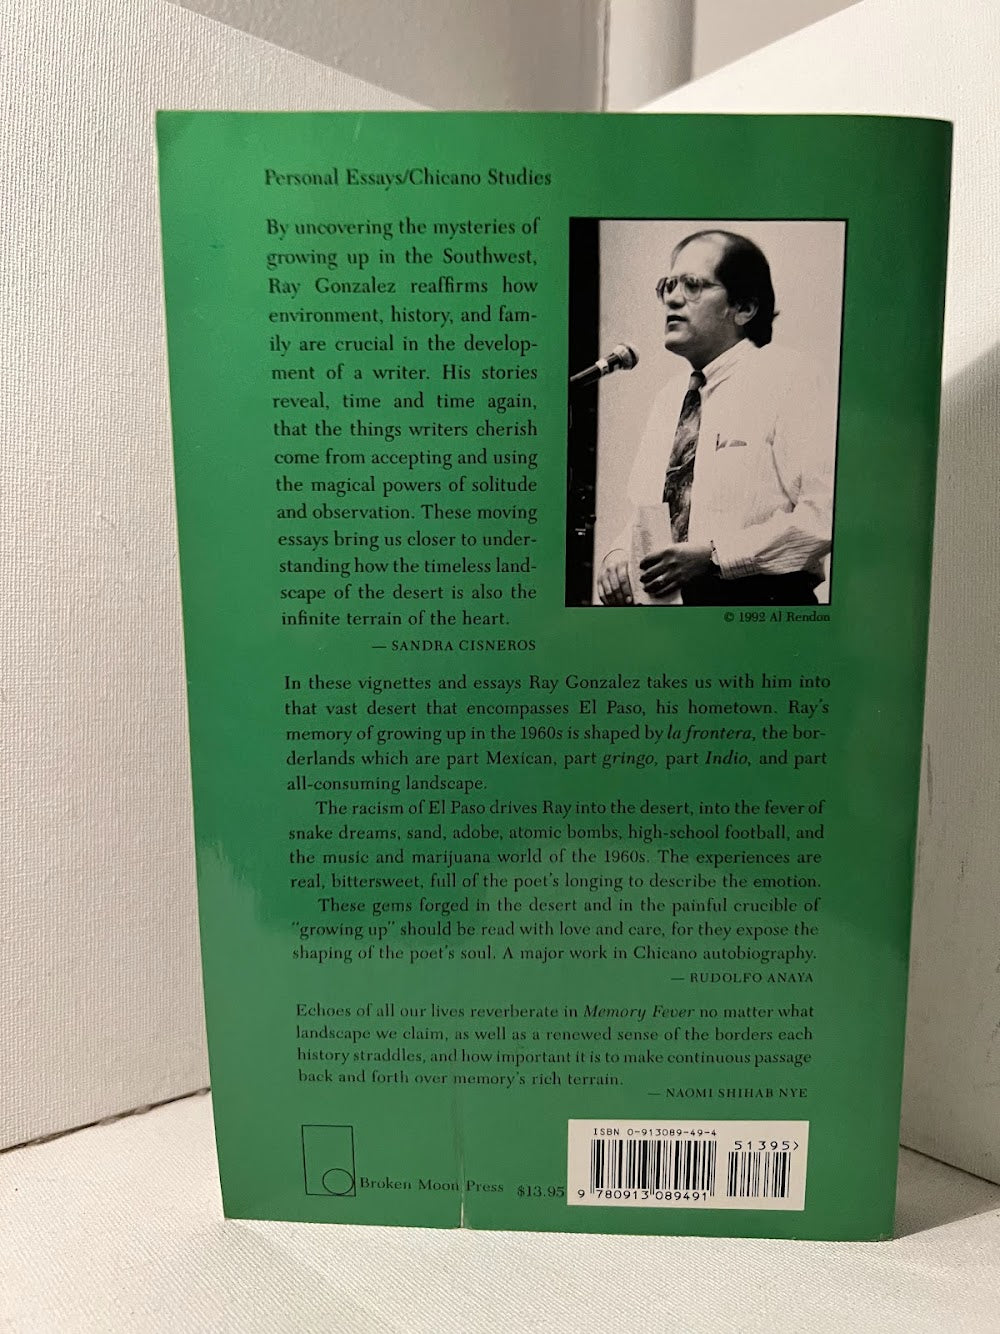 Personal Essays/Chicano Studies
By uncovering the mysteries of
growing up in the Southwest,
Ray Gonzalez reaffirms how
environment, history, and fam-
ily are crucial in the develop-
ment of a writer. His stories
reveal, time and time again,
that the things writers cherish
come from accepting and using
the magical powers of solitude
and observation. These moving
essays bring us closer to under-
standing how the timeless land-
scape of the desert is also the
infinite terrain of the heart.
— SANDRA CISNEROS
© 1992 Al Rendon
In these vignettes and essays Ray Gonzalez takes us with him into
that vast desert that encompasses El Paso, his hometown. Ray's
memory of growing up in the 1960s is shaped by la frontera, the bor-
derlands which are part Mexican, part gringo, part Indio, and part
all-consuming landscape.
The racism of El Paso drives Ray into the desert, into the fever of
snake dreams, sand, adobe, atomic bombs, high-school football, and
the music and marijuana world of the 1960s. The experiences are
real, bittersweet, full of the poet's longing to describe the emotion.
These gems forged in the desert and in the painful crucible of
"growing up" should be read with love and care, for they expose the
shaping of the poet's soul. A major work in Chicano autobiography.
— RUDOLFO ANAYA
Echoes of all our lives reverberate in Memory Fever no matter what
landscape we claim, as well as a renewed sense of the borders each
history straddles, and how important it is to make continuous passage
back and forth over memory's rich terrain.
— NAOMI SHIHAB NYE
Broken Moon Press $13.95
ISBN 0-913089-49-4
51395>
9 780913 089491